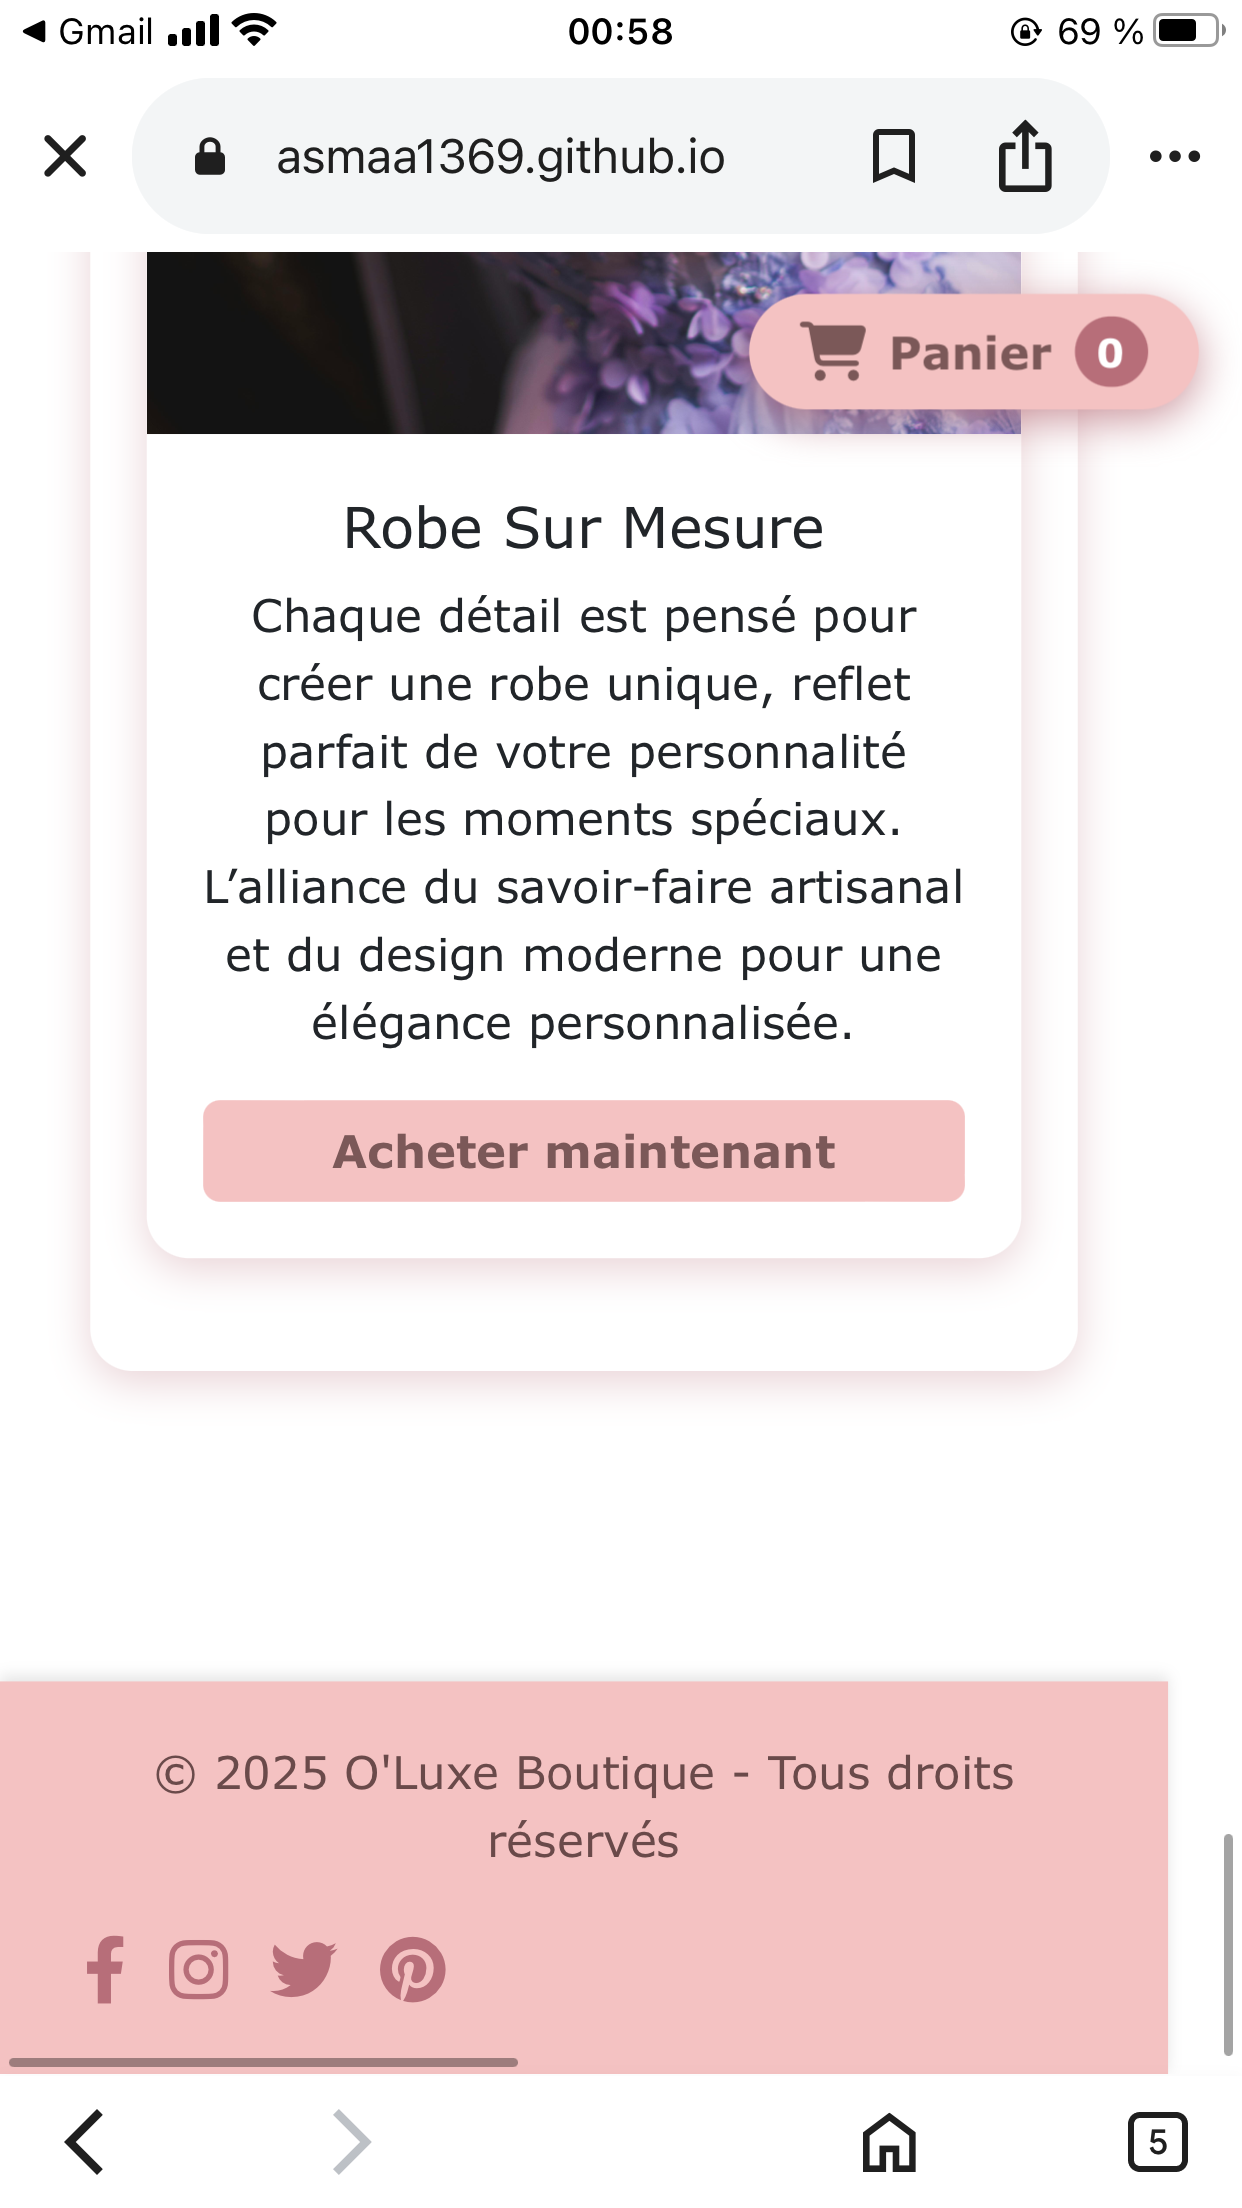 Gmail
00:58
69 %
asmaa1369.github.io
Panier 0
Robe Sur Mesure
Chaque détail est pensé pour
créer une robe unique, reflet
parfait de votre personnalité
pour les moments spéciaux.
L’alliance du savoir-faire artisanal
et du design moderne pour une
élégance personnalisée.
Acheter maintenant
© 2025 O'Luxe Boutique - Tous droits
réservés
5